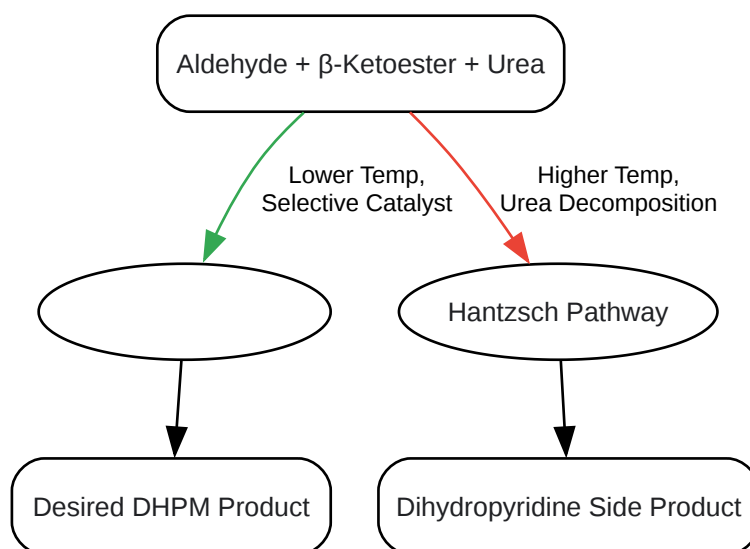 Aldehyde + β-Ketoester + Urea
Lower Temp,
Selective Catalyst
Higher Temp,
Urea Decomposition
Hantzsch Pathway
Desired DHPM Product
Dihydropyridine Side Product